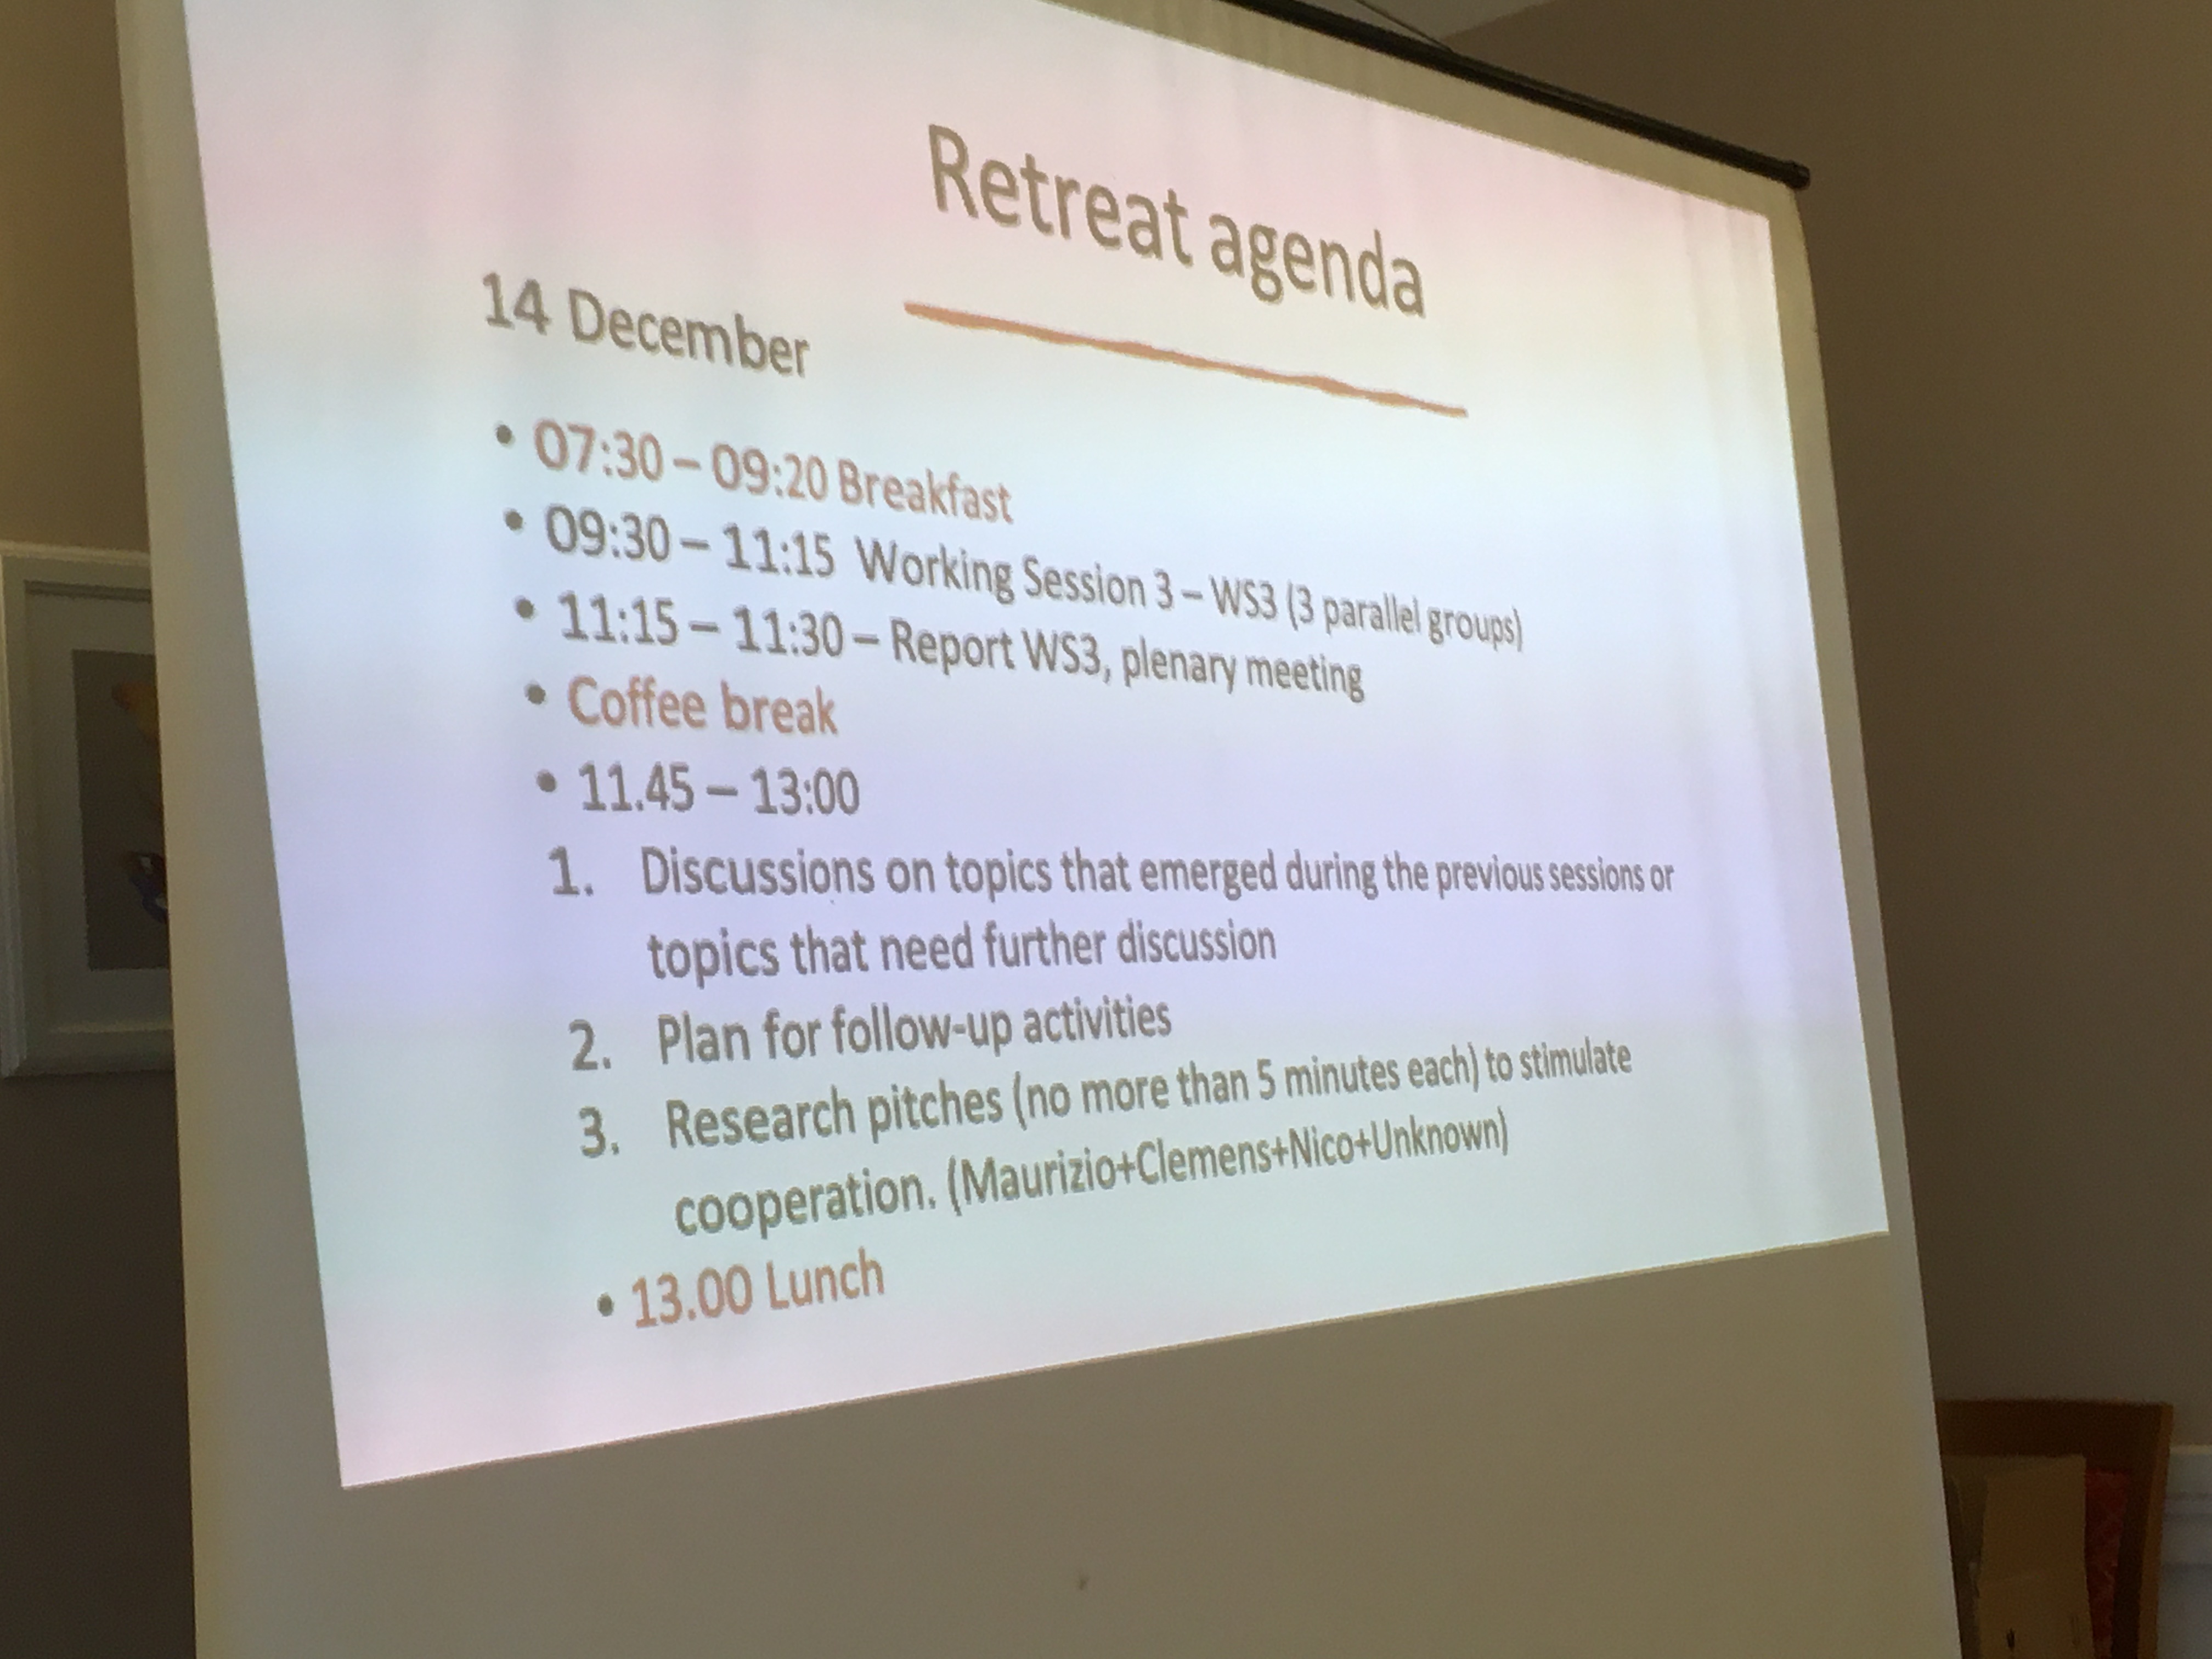 Retreat agenda
14 December
• 07:30 – 09:20 Breakfast
• 09:30 – 11:15 Working Session 3 – WS3 (3 parallel groups)
• 11:15 – 11:30 – Report WS3, plenary meeting
• Coffee break
• 11.45 – 13:00
1. Discussions on topics that emerged during the previous sessions or
topics that need further discussion
2. Plan for follow-up activities
3. Research pitches (no more than 5 minutes each) to stimulate
cooperation. (Maurizio+Clemens+Nico+Unknown)
• 13.00 Lunch